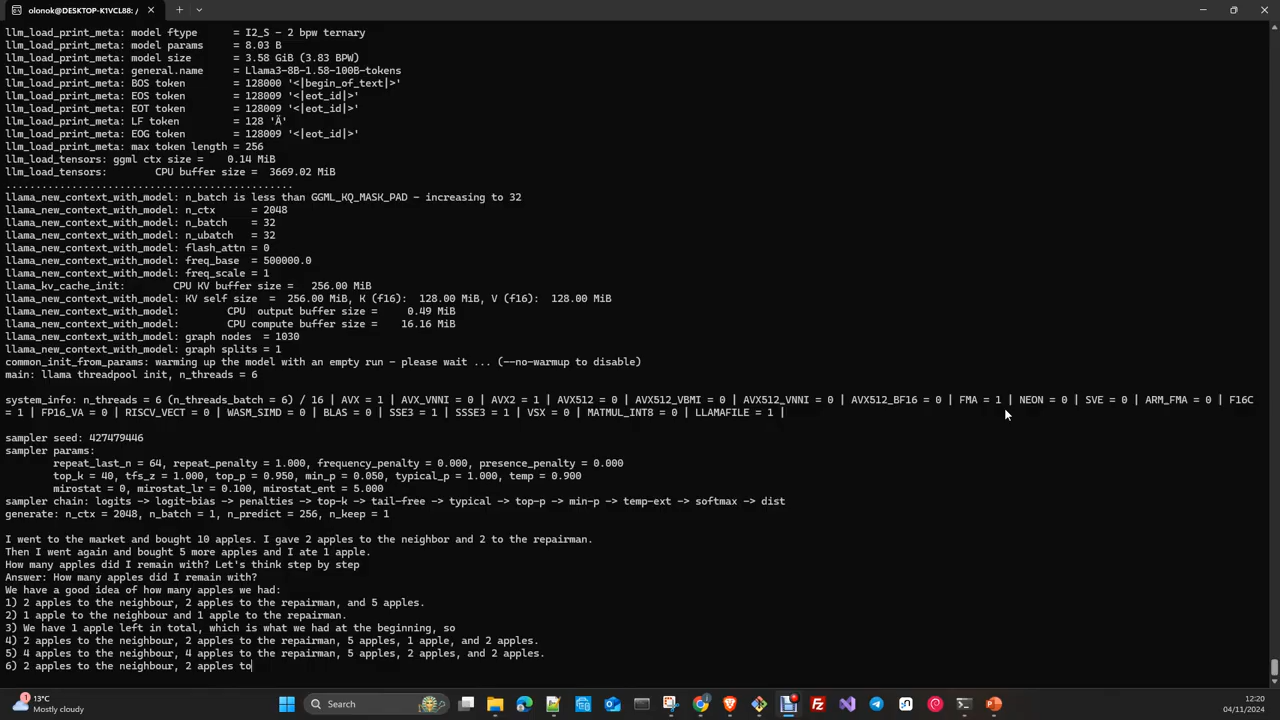 olonok@DESKTOP-K1VCL88: /
llm_load_print_meta: model ftype = I2_S - 2 bpw ternary
llm_load_print_meta: model params = 8.03 B
llm_load_print_meta: model size = 3.58 GiB (3.83 BPW)
llm_load_print_meta: general.name = Llama3-8B-1.58-100B-tokens
llm_load_print_meta: BOS token = 128000 '<|begin_of_text|>'
llm_load_print_meta: EOS token = 128009 '<|eot_id|>'
llm_load_print_meta: EOT token = 128009 '<|eot_id|>'
llm_load_print_meta: LF token = 128 'Ä'
llm_load_print_meta: EOG token = 128009 '<|eot_id|>'
llm_load_print_meta: max token length = 256
llm_load_tensors: ggml ctx size = 0.14 MiB
llm_load_tensors: CPU buffer size = 3669.02 MiB
................................................
llama_new_context_with_model: n_batch is less than GGML_KQ_MASK_PAD - increasing to 32
llama_new_context_with_model: n_ctx = 2048
llama_new_context_with_model: n_batch = 32
llama_new_context_with_model: n_ubatch = 32
llama_new_context_with_model: flash_attn = 0
llama_new_context_with_model: freq_base = 500000.0
llama_new_context_with_model: freq_scale = 1
llama_kv_cache_init: CPU KV buffer size = 256.00 MiB
llama_new_context_with_model: KV self size = 256.00 MiB, K (f16): 128.00 MiB, V (f16): 128.00 MiB
llama_new_context_with_model: CPU output buffer size = 0.49 MiB
llama_new_context_with_model: CPU compute buffer size = 16.16 MiB
llama_new_context_with_model: graph nodes = 1030
llama_new_context_with_model: graph splits = 1
common_init_from_params: warming up the model with an empty run - please wait ... (--no-warmup to disable)
main: llama threadpool init, n_threads = 6
system_info: n_threads = 6 (n_threads_batch = 6) / 16 | AVX = 1 | AVX_VNNI = 0 | AVX2 = 1 | AVX512 = 0 | AVX512_VBMI = 0 | AVX512_VNNI = 0 | AVX512_BF16 = 0 | FMA = 1 | NEON = 0 | SVE = 0 | ARM_FMA = 0 | F16C
= 1 | FP16_VA = 0 | RISCV_VECT = 0 | WASM_SIMD = 0 | BLAS = 0 | SSE3 = 1 | SSSE3 = 1 | VSX = 0 | MATMUL_INT8 = 0 | LLAMAFILE = 1 |
sampler seed: 427479446
sampler params:
repeat_last_n = 64, repeat_penalty = 1.000, frequency_penalty = 0.000, presence_penalty = 0.000
top_k = 40, tfs_z = 1.000, top_p = 0.950, min_p = 0.050, typical_p = 1.000, temp = 0.900
mirostat = 0, mirostat_lr = 0.100, mirostat_ent = 5.000
sampler chain: logits -> logit-bias -> penalties -> top-k -> tail-free -> typical -> top-p -> min-p -> temp-ext -> softmax -> dist
generate: n_ctx = 2048, n_batch = 1, n_predict = 256, n_keep = 1
I went to the market and bought 10 apples. I gave 2 apples to the neighbor and 2 to the repairman.
Then I went again and bought 5 more apples and I ate 1 apple.
How many apples did I remain with? Let's think step by step
Answer: How many apples did I remain with?
We have a good idea of how many apples we had:
1) 2 apples to the neighbour, 2 apples to the repairman, and 5 apples.
2) 1 apple to the neighbour and 1 apple to the repairman.
3) We have 1 apple left in total, which is what we had at the beginning, so
4) 2 apples to the neighbour, 2 apples to the repairman, 5 apples, 1 apple, and 2 apples.
5) 4 apples to the neighbour, 4 apples to the repairman, 5 apples, 2 apples, and 2 apples.
6) 2 apples to the neighbour, 2 apples to
1
13°C
Mostly cloudy
Search
12:20
04/11/2024